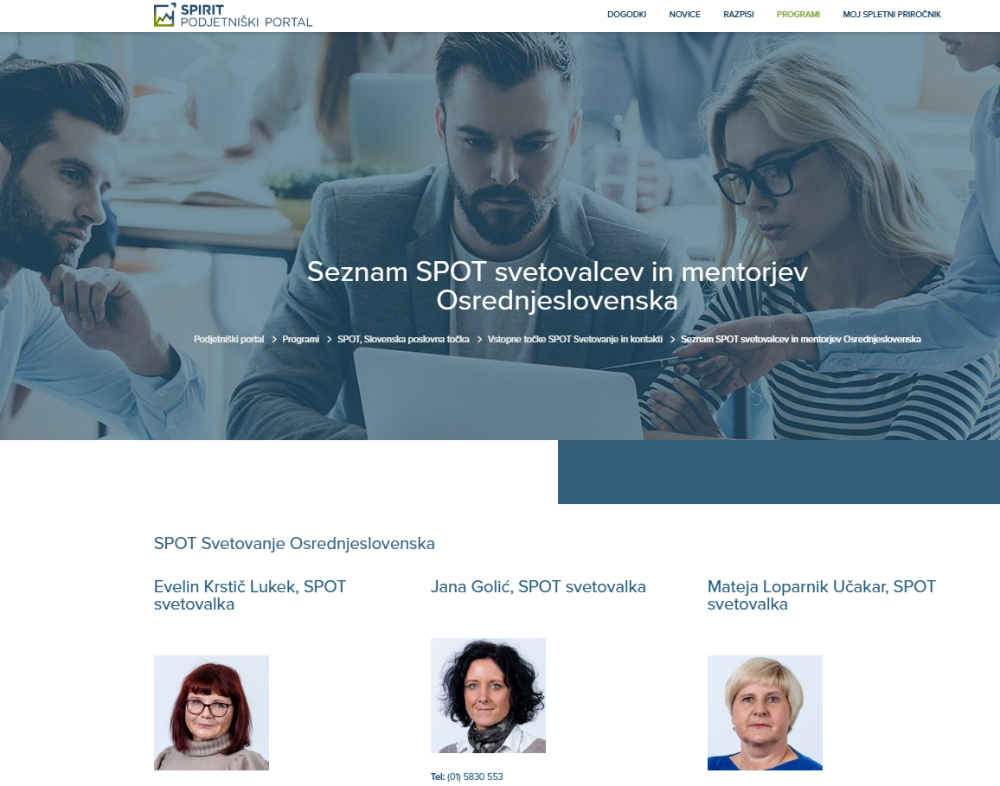 SPIRIT
PODJETNIŠKI PORTAL
DOGODKI
NOVICE
RAZPISI
PROGRAMI
MOJ SPLETNI PRIROČNIK
Seznam SPOT svetovalcev in mentorjev
Osrednjeslovenska
Podjetniški portal > Programi > SPOT, Slovenska poslovna točka > Vstopne točke SPOT Svetovanje in kontakti > Seznam SPOT svetovalcev in mentorjev Osrednjeslovenska
SPOT Svetovanje Osrednjeslovenska
Evelin Krstič Lukek, SPOT
svetovalka
Jana Golić, SPOT svetovalka
Tel: (01) 5830 553
Mateja Loparnik Učakar, SPOT
svetovalka